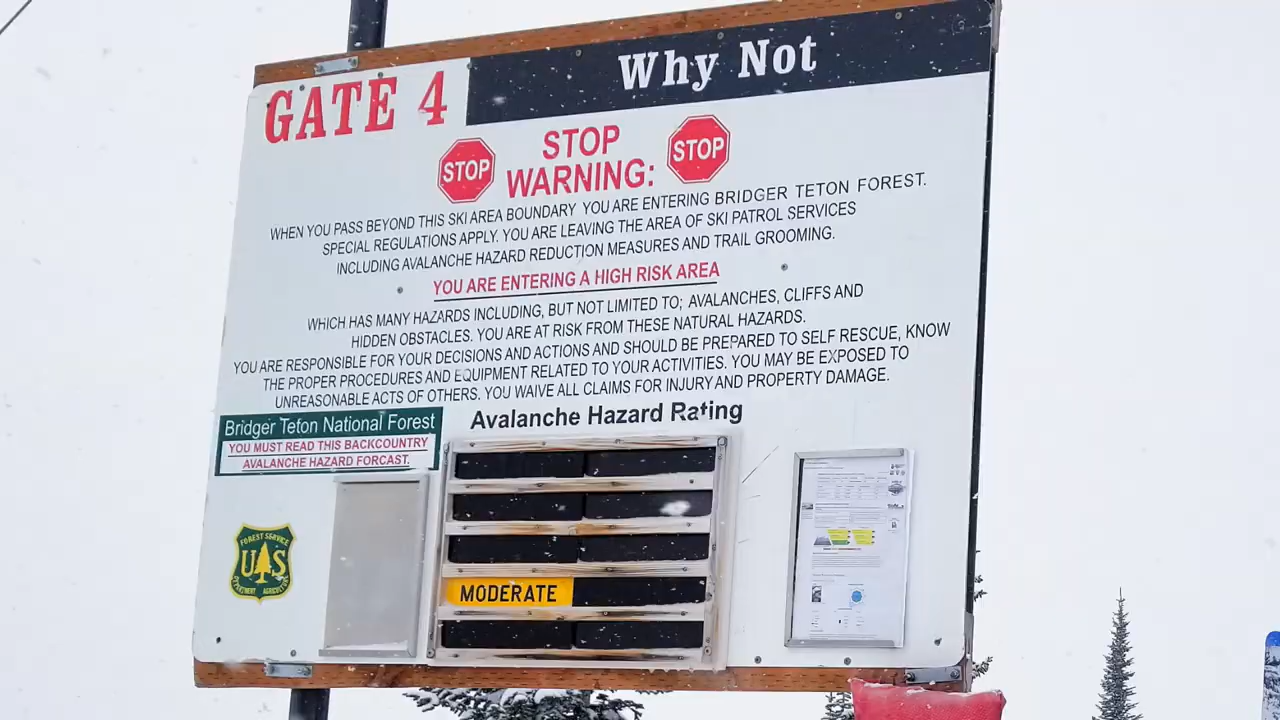 GATE 4
Why Not
STOP
STOP
WARNING:
STOP
WHEN YOU PASS BEYOND THIS SKI AREA BOUNDARY YOU ARE ENTERING BRIDGER TETON FOREST.
SPECIAL REGULATIONS APPLY. YOU ARE LEAVING THE AREA OF SKI PATROL SERVICES
INCLUDING AVALANCHE HAZARD REDUCTION MEASURES AND TRAIL GROOMING.
YOU ARE ENTERING A HIGH RISK AREA
WHICH HAS MANY HAZARDS INCLUDING, BUT NOT LIMITED TO; AVALANCHES, CLIFFS AND
HIDDEN OBSTACLES. YOU ARE AT RISK FROM THESE NATURAL HAZARDS.
YOU ARE RESPONSIBLE FOR YOUR DECISIONS AND ACTIONS AND SHOULD BE PREPARED TO SELF RESCUE, KNOW
THE PROPER PROCEDURES AND EQUIPMENT RELATED TO YOUR ACTIVITIES. YOU MAY BE EXPOSED TO
UNREASONABLE ACTS OF OTHERS. YOU WAIVE ALL CLAIMS FOR INJURY AND PROPERTY DAMAGE.
Bridger Teton National Forest
YOU MUST READ THIS BACKCOUNTRY
AVALANCHE HAZARD FORCAST.
Avalanche Hazard Rating
MODERATE
FOREST SERVICE
UAS
DEPARTMENT AGRICULTURE